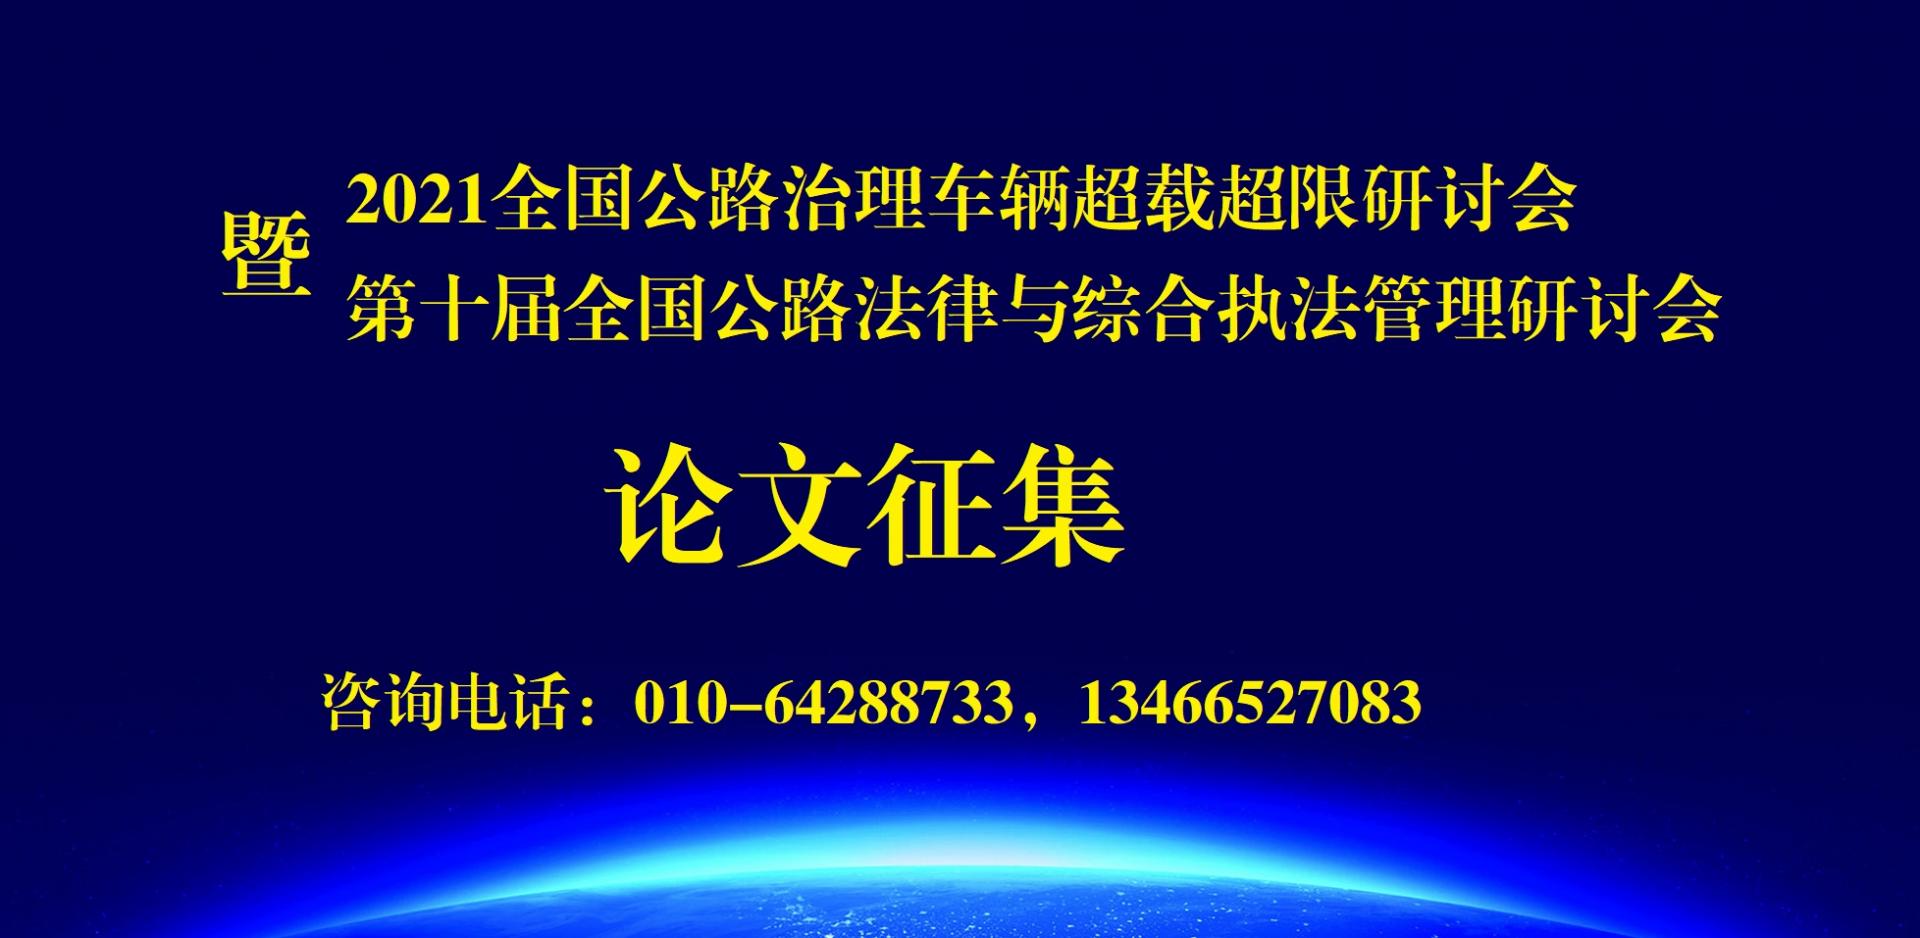 2021全国公路治理车辆超载超限研讨会
暨
第十届全国公路法律与综合执法管理研讨会
论文征集
咨询电话：010-64288733，13466527083